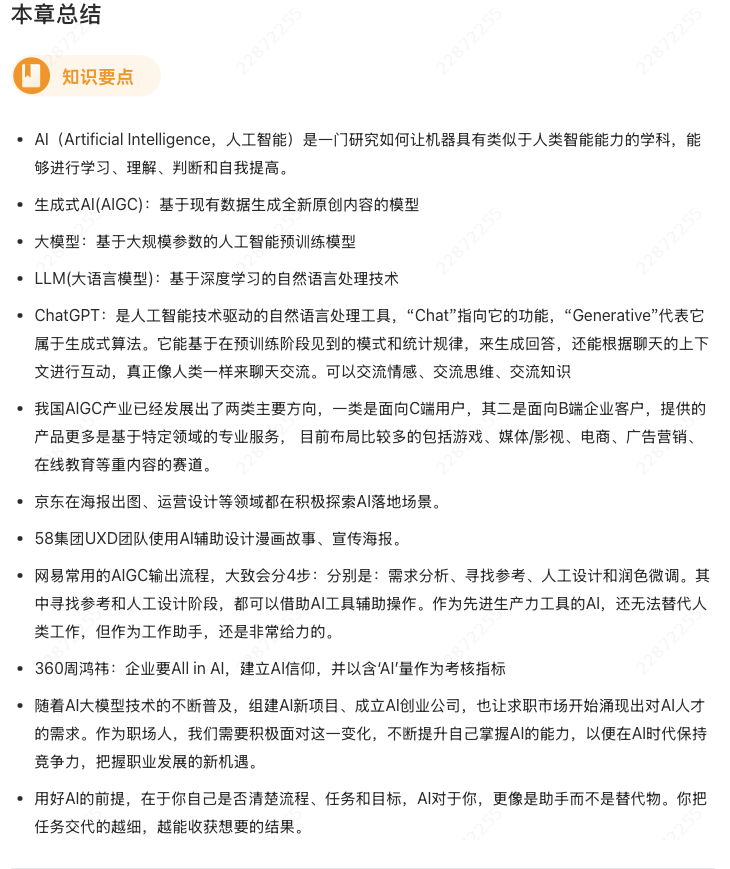 本章总结
知识要点
AI（Artificial Intelligence，人工智能）是一门研究如何让机器具有类似于人类智能能力的学科，能
够进行学习、理解、判断和自我提高。
生成式AI(AIGC)：基于现有数据生成全新原创内容的模型
大模型：基于大规模参数的人工智能预训练模型
LLM(大语言模型)：基于深度学习的自然语言处理技术
ChatGPT：是人工智能技术驱动的自然语言处理工具，“Chat”指向它的功能，“Generative”代表它
属于生成式算法。它能基于在预训练阶段见到的模式和统计规律，来生成回答，还能根据聊天的上下
文进行互动，真正像人类一样来聊天交流。可以交流情感、交流思维、交流知识
我国AIGC产业已经发展出了两类主要方向，一类是面向C端用户，其二是面向B端企业客户，提供的
产品更多是基于特定领域的专业服务， 目前布局比较多的包括游戏、媒体/影视、电商、广告营销、
在线教育等重内容的赛道。
京东在海报出图、运营设计等领域都在积极探索AI落地场景。
58集团UXD团队使用AI辅助设计漫画故事、宣传海报。
网易常用的AIGC输出流程，大致会分4步：分别是：需求分析、寻找参考、人工设计和润色微调。其
中寻找参考和人工设计阶段，都可以借助AI工具辅助操作。作为先进生产力工具的AI，还无法替代人
类工作，但作为工作助手，还是非常给力的。
360周鸿祎：企业要All in AI，建立AI信仰，并以含‘AI’量作为考核指标
随着AI大模型技术的不断普及，组建AI新项目、成立AI创业公司，也让求职市场开始涌现出对AI人才
的需求。作为职场人，我们需要积极面对这一变化，不断提升自己掌握AI的能力，以便在AI时代保持
竞争力，把握职业发展的新机遇。
用好AI的前提，在于你自己是否清楚流程、任务和目标，AI对于你，更像是助手而不是替代物。你把
任务交代的越细，越能收获想要的结果。
22872255
22872255
22872255
22872255
22872255
22872255
22872255
22872255
22872255